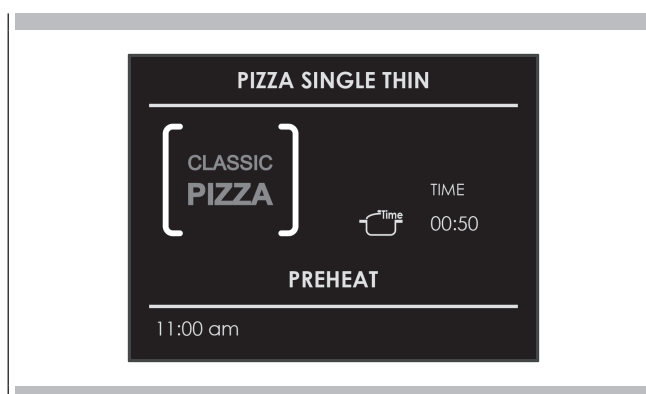 PIZZA SINGLE THIN
CLASSIC
PIZZA
TIME
Time
00:50
PREHEAT
11:00 am